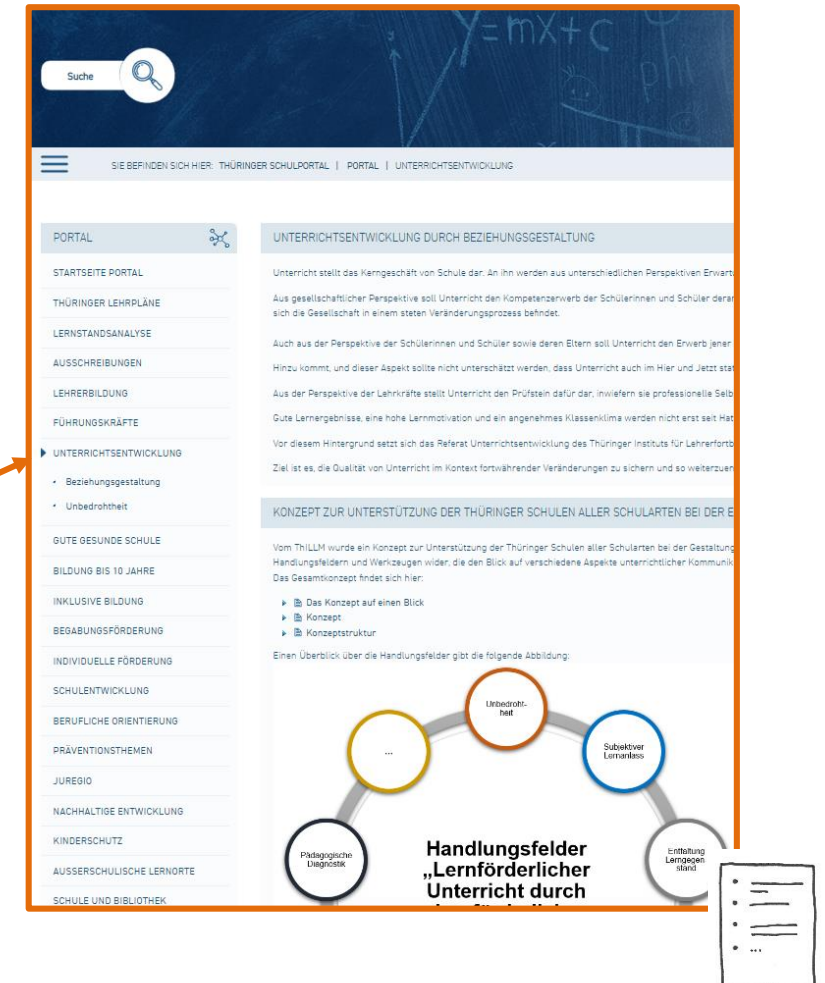 y=mx+c
phi
Suche
SIE BEFINDEN SICH HIER: THÜRINGER SCHULPORTAL | PORTAL | UNTERRICHTSENTWICKLUNG
PORTAL
STARTSEITE PORTAL
THÜRINGER LEHRPLÄNE
LERNSTANDSANALYSE
AUSSCHREIBUNGEN
LEHRERBILDUNG
FÜHRUNGSKRÄFTE
UNTERRICHTSENTWICKLUNG
• Beziehungsgestaltung
• Unbedrohtheit
GUTE GESUNDE SCHULE
BILDUNG BIS 10 JAHRE
INKLUSIVE BILDUNG
BEGABUNGSFÖRDERUNG
INDIVIDUELLE FÖRDERUNG
SCHULENTWICKLUNG
BERUFLICHE ORIENTIERUNG
PRÄVENTIONSTHEMEN
JUREGIO
NACHHALTIGE ENTWICKLUNG
KINDERSCHUTZ
AUSSERSCHULISCHE LERNORTE
SCHULE UND BIBLIOTHEK
UNTERRICHTSENTWICKLUNG DURCH BEZIEHUNGSGESTALTUNG
Unterricht stellt das Kerngeschäft von Schule dar. An ihn werden aus unterschiedlichen Perspektiven Erwart
Aus gesellschaftlicher Perspektive soll Unterricht den Kompetenzerwerb der Schülerinnen und Schüler derar
sich die Gesellschaft in einem steten Veränderungsprozess befindet.
Auch aus der Perspektive der Schülerinnen und Schüler sowie deren Eltern soll Unterricht den Erwerb jener
Hinzu kommt, und dieser Aspekt sollte nicht unterschätzt werden, dass Unterricht auch im Hier und Jetzt stat
Aus der Perspektive der Lehrkräfte stellt Unterricht den Prüfstein dafür dar, inwiefern sie professionelle Selb
Gute Lernergebnisse, eine hohe Lernmotivation und ein angenehmes Klassenklima werden nicht erst seit Hat
Vor diesem Hintergrund setzt sich das Referat Unterrichtsentwicklung des Thüringer Instituts für Lehrerfortb
Ziel ist es, die Qualität von Unterricht im Kontext fortwährender Veränderungen zu sichern und so weiterzuen
KONZEPT ZUR UNTERSTÜTZUNG DER THÜRINGER SCHULEN ALLER SCHULARTEN BEI DER E
Vom ThILLM wurde ein Konzept zur Unterstützung der Thüringer Schulen aller Schularten bei der Gestaltung
Handlungsfeldern und Werkzeugen wider, die den Blick auf verschiedene Aspekte unterrichtlicher Kommunik
Das Gesamtkonzept findet sich hier:
Das Konzept auf einen Blick
Konzept
Konzeptstruktur
Einen Überblick über die Handlungsfelder gibt die folgende Abbildung:
Unbedroht-
heit
...
Subjektiver
Lernanlass
Pädagogische
Diagnostik
Entfaltung
Lerngegen
stand
Handlungsfelder
„Lernförderlicher
Unterricht durch
...